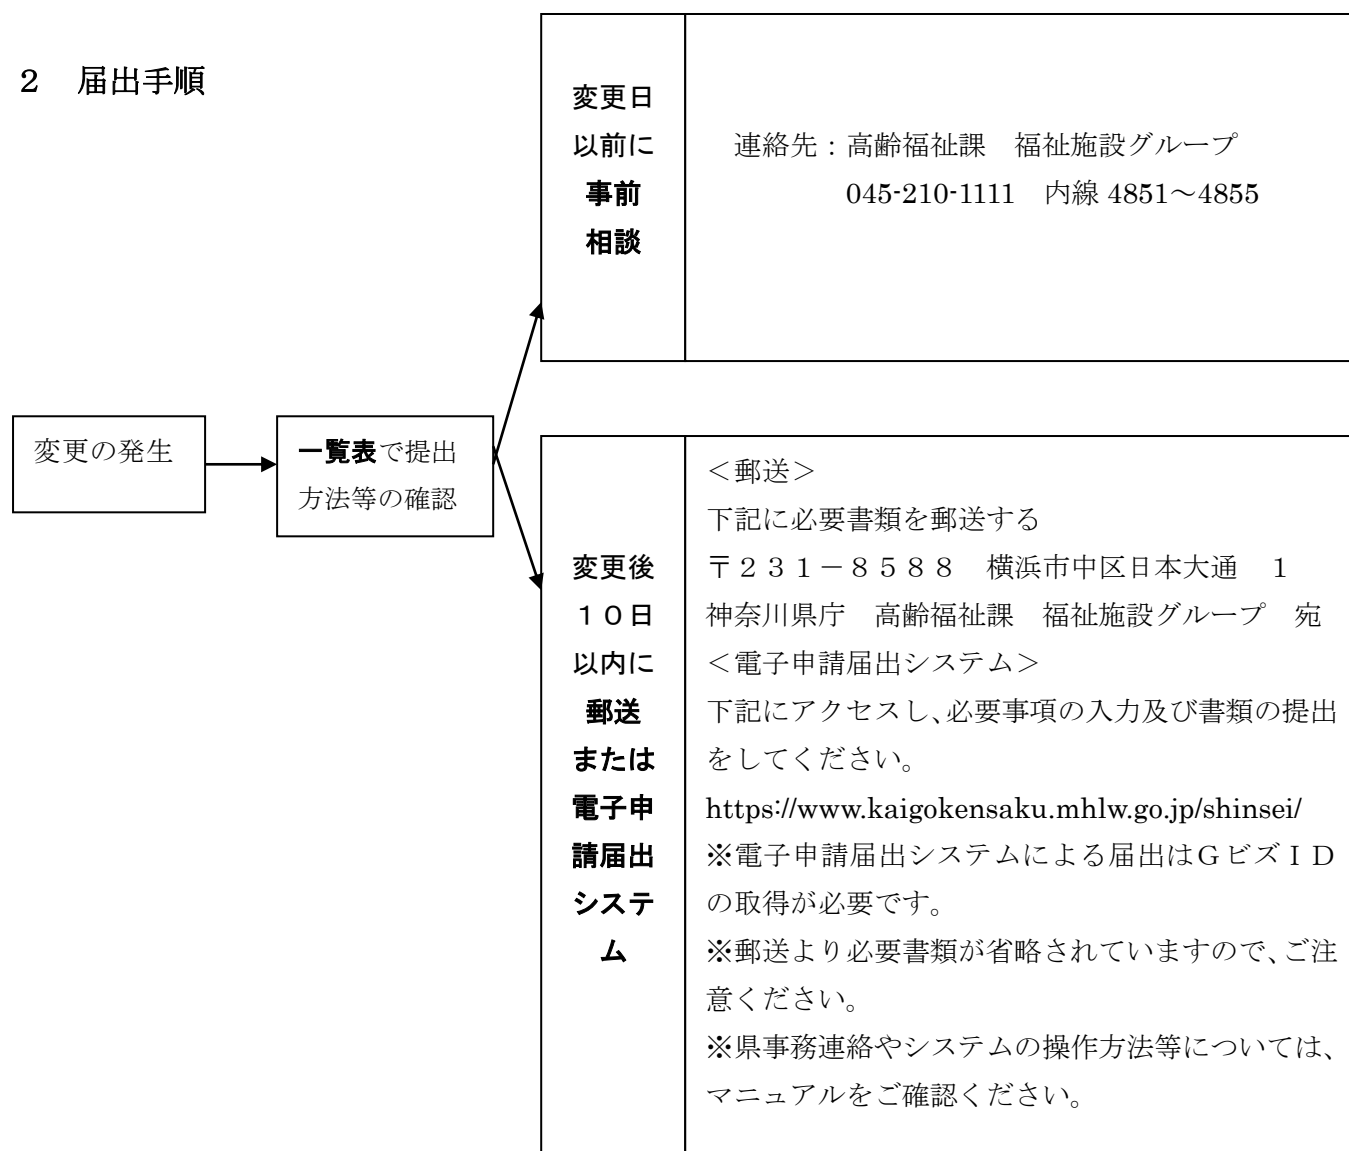 ２　届出手順
変更日
以前に
事前
相談
連絡先：高齢福祉課　福祉施設グループ
045-210-1111　内線 4851～4855
変更の発生
一覧表で提出
方法等の確認
変更後
１０日
以内に
郵送
または
電子申
請届出
システ
ム
＜郵送＞
下記に必要書類を郵送する
〒２３１－８５８８　横浜市中区日本大通　１
神奈川県庁　高齢福祉課　福祉施設グループ　宛
＜電子申請届出システム＞
下記にアクセスし、必要事項の入力及び書類の提出
をしてください。
https://www.kaigokensaku.mhlw.go.jp/shinsei/
※電子申請届出システムによる届出はＧビズＩＤ
の取得が必要です。
※郵送より必要書類が省略されていますので、ご注
意ください。
※県事務連絡やシステムの操作方法等については、
マニュアルをご確認ください。